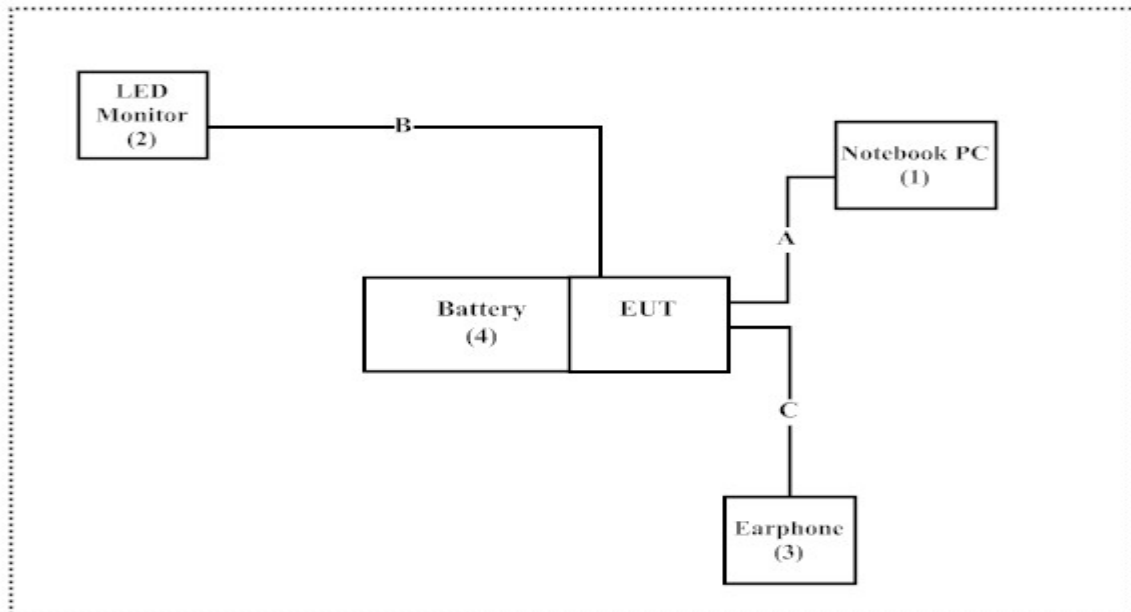 LED
Monitor
(2)
B
Notebook PC
(1)
A
Battery
(4)
EUT
C
Earphone
(3)